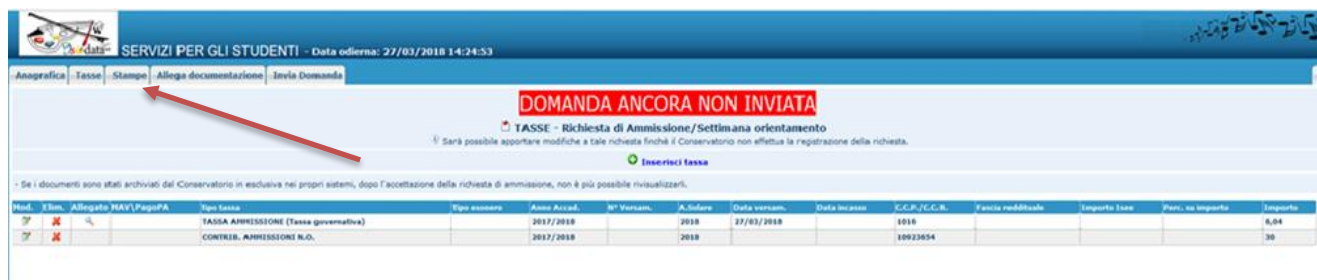 SERVIZI PER GLI STUDENTI - Data odierna: 27/03/2018 14:24:53
Anagrafica Tasse Stampe Allega documentazione Invia Domanda
DOMANDA ANCORA NON INVIATA
TASSE - Richiesta di Ammissione/Settimana orientamento
Sarà possibile apportare modifiche a tale richiesta finchè il Conservatorio non effettua la registrazione della richiesta.
Inserisci tassa
- Se i documenti sono stati archiviati dal Conservatorio in esclusiva nei propri sistemi, dopo l'accettazione della richiesta di ammissione, non è più possibile rivisualizzarli.
Mod. Elim. Allegato MAV\PagoPA Tipo tassa Tipo esonero Anno Accad. N° Versam. A.Solare Data versam. Data incasso C.C.P./C.C.B. Fascia reddituale Importo Isee Perc. su importo Importo
TASSA AMMISSIONE (Tassa governativa) 2017/2018 2018 27/03/2018 1016 6,04
CONTRIB. AMMISSIONI N.O. 2017/2018 2018 10923654 30